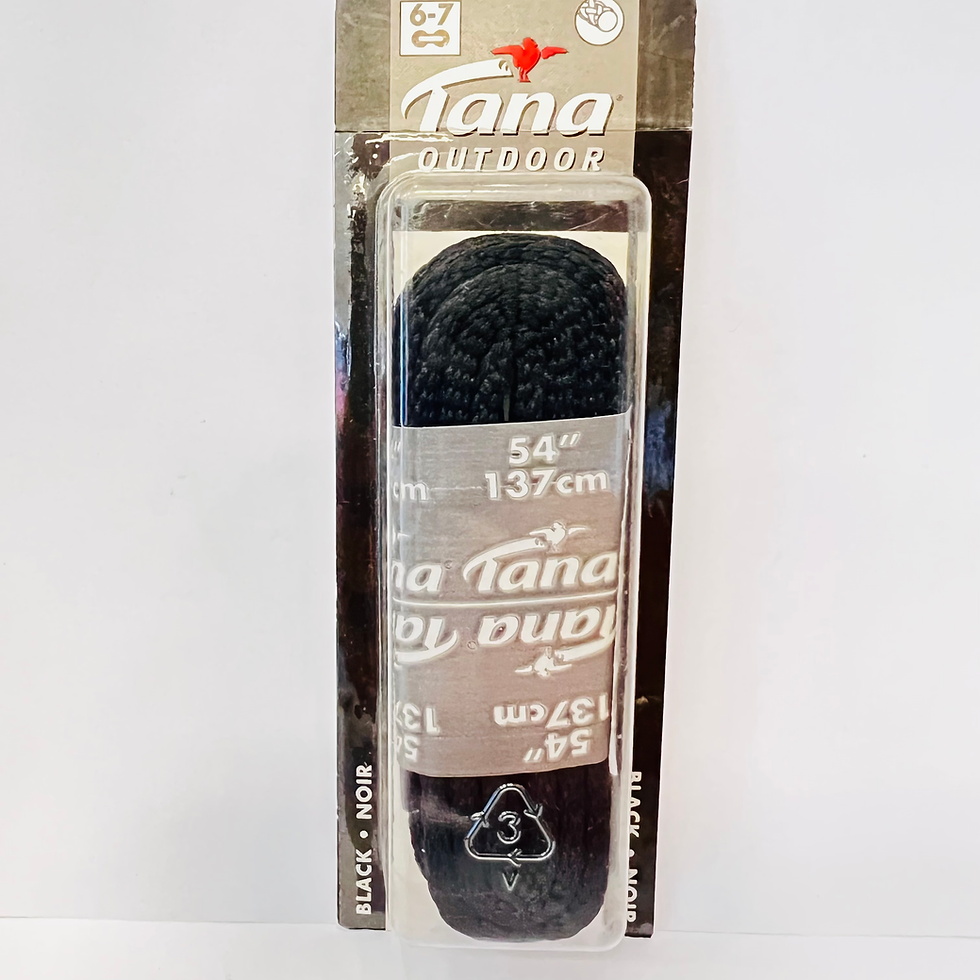 6-7
Tana
OUTDOOR
54"
137cm
cm
Tana
na
Tana
137cm
54"
3
V
BLACK • NOIR
BLACK • NOIR